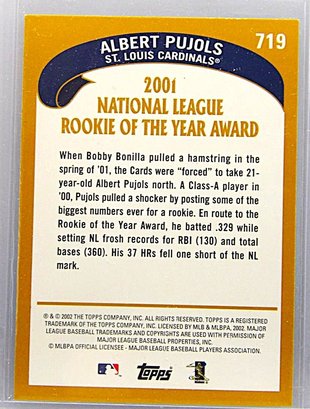 719
ALBERT PUJOLS
ST. LOUIS CARDINALS®
2001
NATIONAL LEAGUE
ROOKIE OF THE YEAR AWARD
When Bobby Bonilla pulled a hamstring in the
spring of '01, the Cards were “forced” to take 21-
year-old Albert Pujols north. A Class-A player in
'00, Pujols pulled a shocker by posting some of the
biggest numbers ever for a rookie. En route to the
Rookie of the Year Award, he batted .329 while
setting NL frosh records for RBI (130) and total
bases (360). His 37 HRs fell one short of the NL
mark.
® & © 2002 THE TOPPS COMPANY, INC. ALL RIGHTS RESERVED. TOPPS IS A REGISTERED
TRADEMARK OF THE TOPPS COMPANY, INC. LICENSED BY MLB & MLBPA, 2002. MAJOR
LEAGUE BASEBALL TRADEMARKS AND COPYRIGHTS ARE USED WITH PERMISSION OF
MAJOR LEAGUE BASEBALL PROPERTIES, INC.
© MLBPA OFFICIAL LICENSEE - MAJOR LEAGUE BASEBALL PLAYERS ASSOCIATION.
Topps